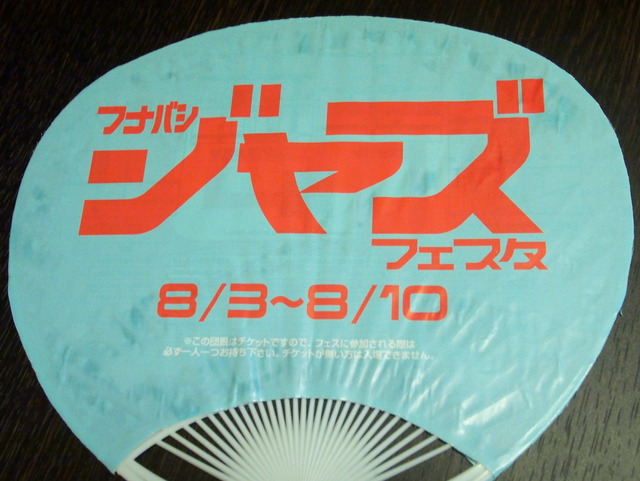 フナバシ
ジャズ
フェスタ
8/3～8/10
※この団扇はチケットですので、フェスに参加される際は
必ず一人一つお持ち下さい。チケットが無い方は入場できません。